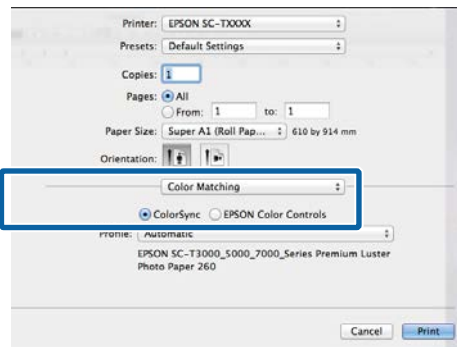 Printer: EPSON SC-TXXXX
Presets: Default Settings
Copies: 1
Pages: All
From: 1 to: 1
Paper Size: Super A1 (Roll Pap... 610 by 914 mm
Orientation:
Color Matching
ColorSync EPSON Color Controls
Profile: Automatic
EPSON SC-T3000_5000_7000_Series Premium Luster
Photo Paper 260
Cancel Print